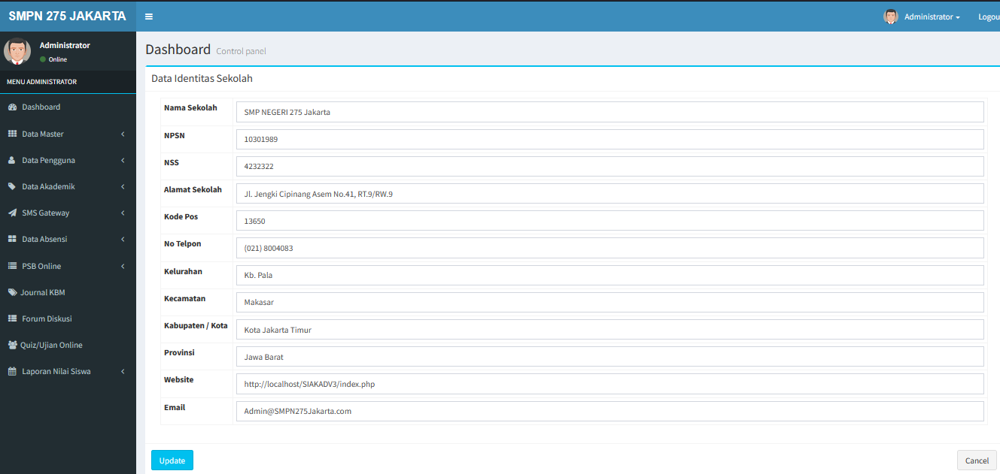 SMPN 275 JAKARTA
Administrator
Logou
Administrator
Online
MENU ADMINISTRATOR
Dashboard
Data Master
Data Pengguna
Data Akademik
SMS Gateway
Data Absensi
PSB Online
Journal KBM
Forum Diskusi
Quiz/Ujian Online
Laporan Nilai Siswa
Dashboard Control panel
Data Identitas Sekolah
Nama Sekolah SMP NEGERI 275 Jakarta
NPSN 10301989
NSS 4232322
Alamat Sekolah Jl. Jengki Cipinang Asem No.41, RT.9/RW.9
Kode Pos 13650
No Telpon (021) 8004083
Kelurahan Kb. Pala
Kecamatan Makasar
Kabupaten / Kota Kota Jakarta Timur
Provinsi Jawa Barat
Website http://localhost/SIAKADV3/index.php
Email Admin@SMPN275Jakarta.com
Update Cancel